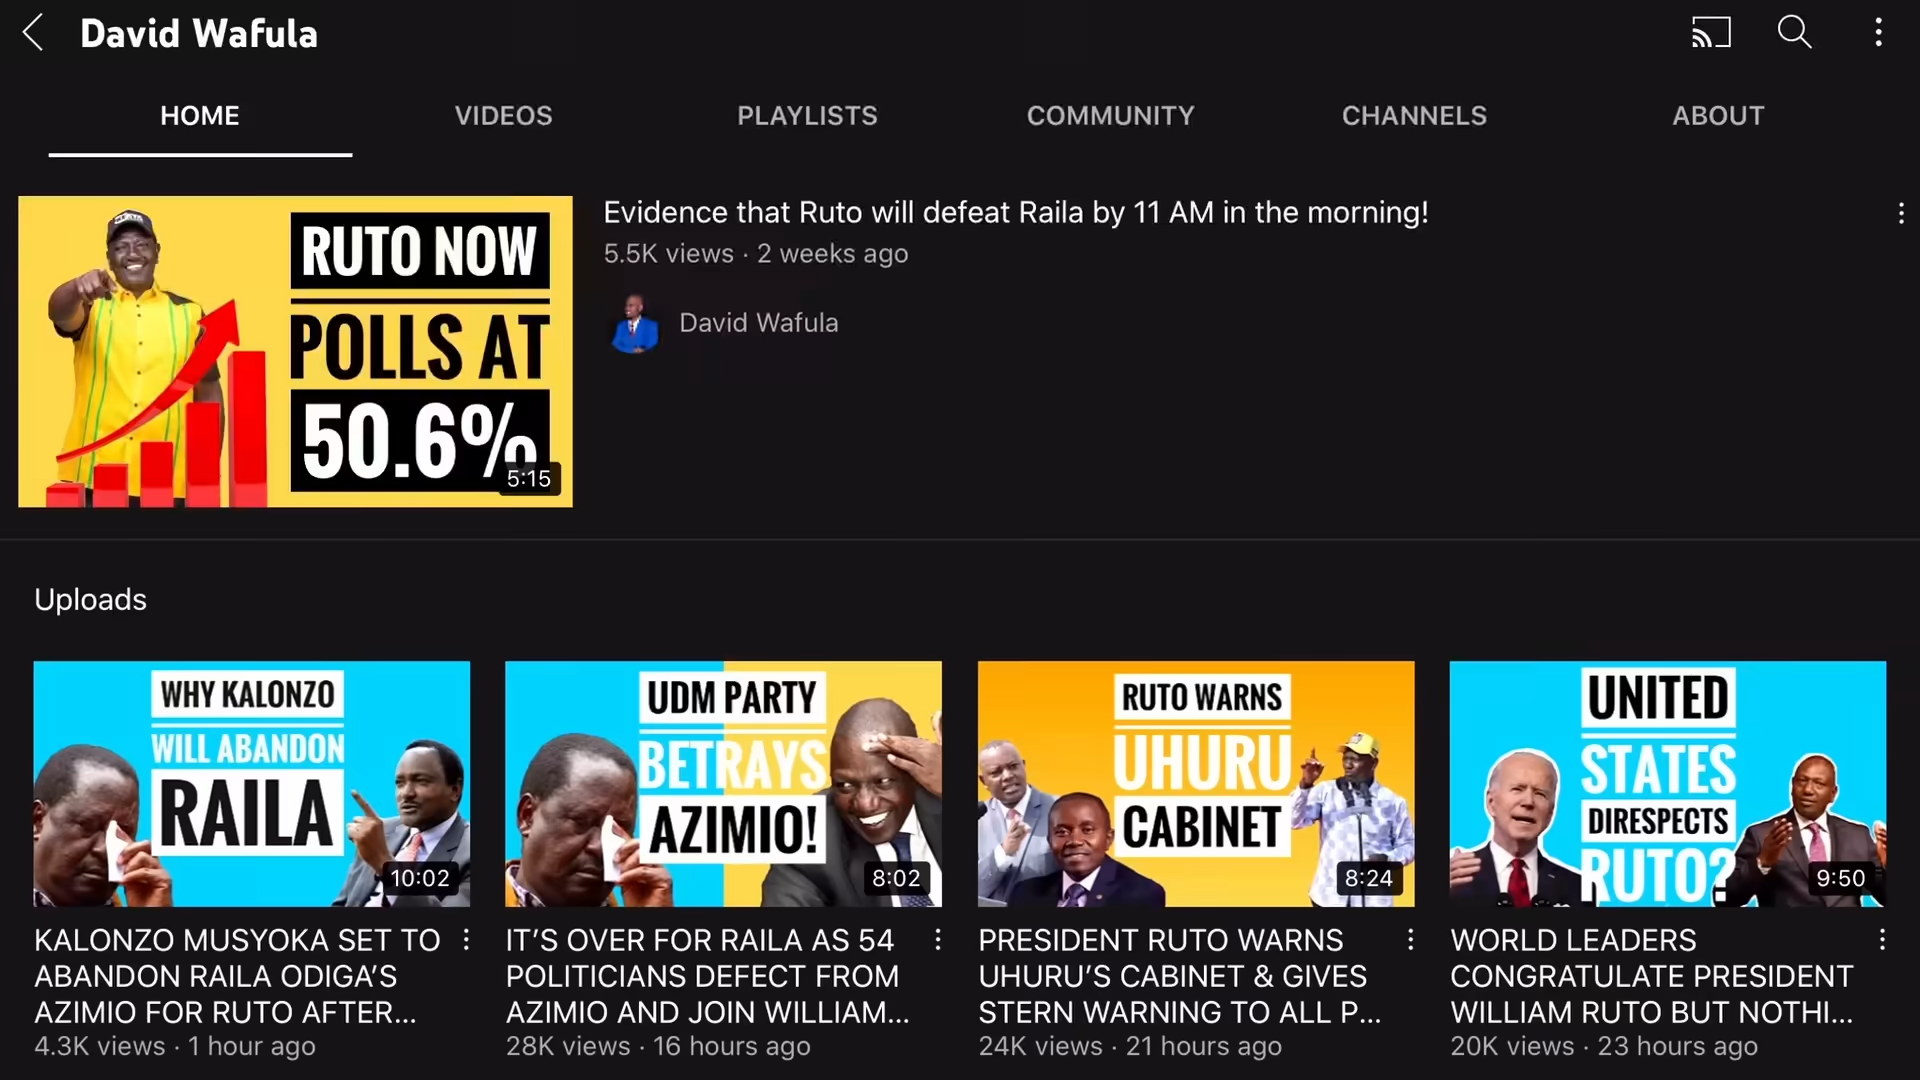 David Wafula
HOME
VIDEOS
PLAYLISTS
COMMUNITY
CHANNELS
ABOUT
RUTO NOW
POLLS AT
50.6%
5:15
Evidence that Ruto will defeat Raila by 11 AM in the morning!
5.5K views · 2 weeks ago
David Wafula
Uploads
WHY KALONZO
WILL ABANDON
RAILA
10:02
KALONZO MUSYOKA SET TO
ABANDON RAILA ODIGA'S
AZIMIO FOR RUTO AFTER...
4.3K views · 1 hour ago
UDM PARTY
BETRAYS
AZIMIO!
8:02
IT'S OVER FOR RAILA AS 54
POLITICIANS DEFECT FROM
AZIMIO AND JOIN WILLIAM...
28K views · 16 hours ago
RUTO WARNS
UHURU
CABINET
8:24
PRESIDENT RUTO WARNS
UHURU'S CABINET & GIVES
STERN WARNING TO ALL P...
24K views · 21 hours ago
UNITED
STATES
DIRESPECTS
RUTO?
9:50
WORLD LEADERS
CONGRATULATE PRESIDENT
WILLIAM RUTO BUT NOTHI...
20K views · 23 hours ago